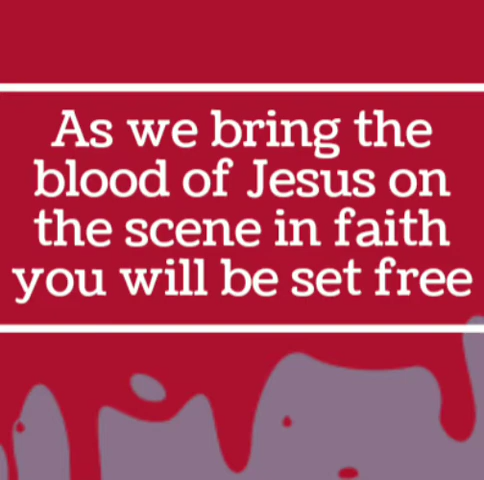 As we bring the
blood of Jesus on
the scene in faith
you will be set free